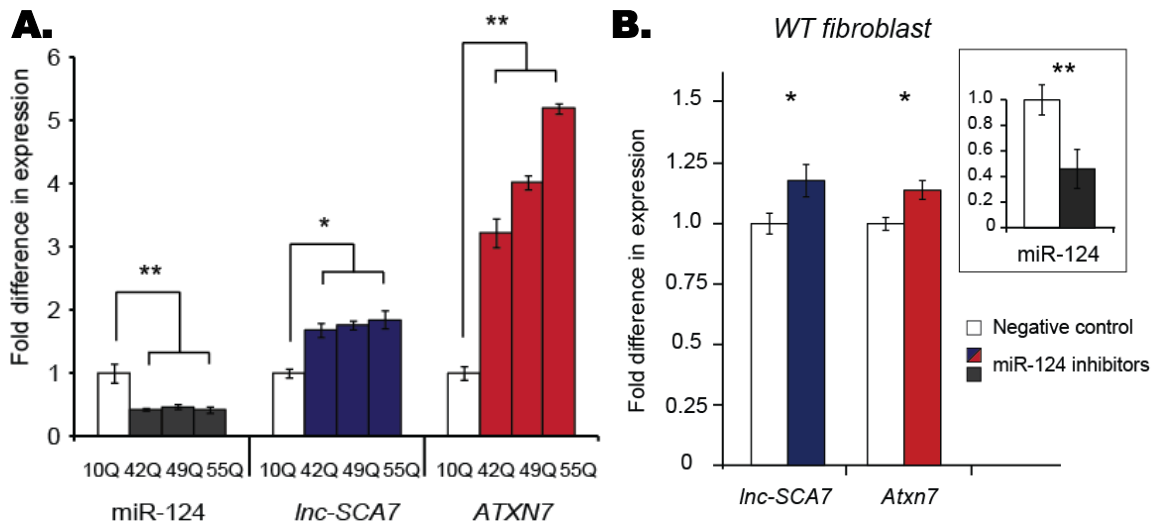 A.
6
5
4
3
2
1
0
Fold difference in expression
**
*
**
10Q 42Q 49Q 55Q
10Q 42Q 49Q 55Q
10Q 42Q 49Q 55Q
miR-124
lnc-SCA7
ATXN7
B.
WT fibroblast
1.5
1.25
1.0
0.75
0.5
0.25
0
Fold difference in expression
*
*
lnc-SCA7
Atxn7
**
1.0
0.8
0.6
0.4
0.2
0
miR-124
Negative control
miR-124 inhibitors